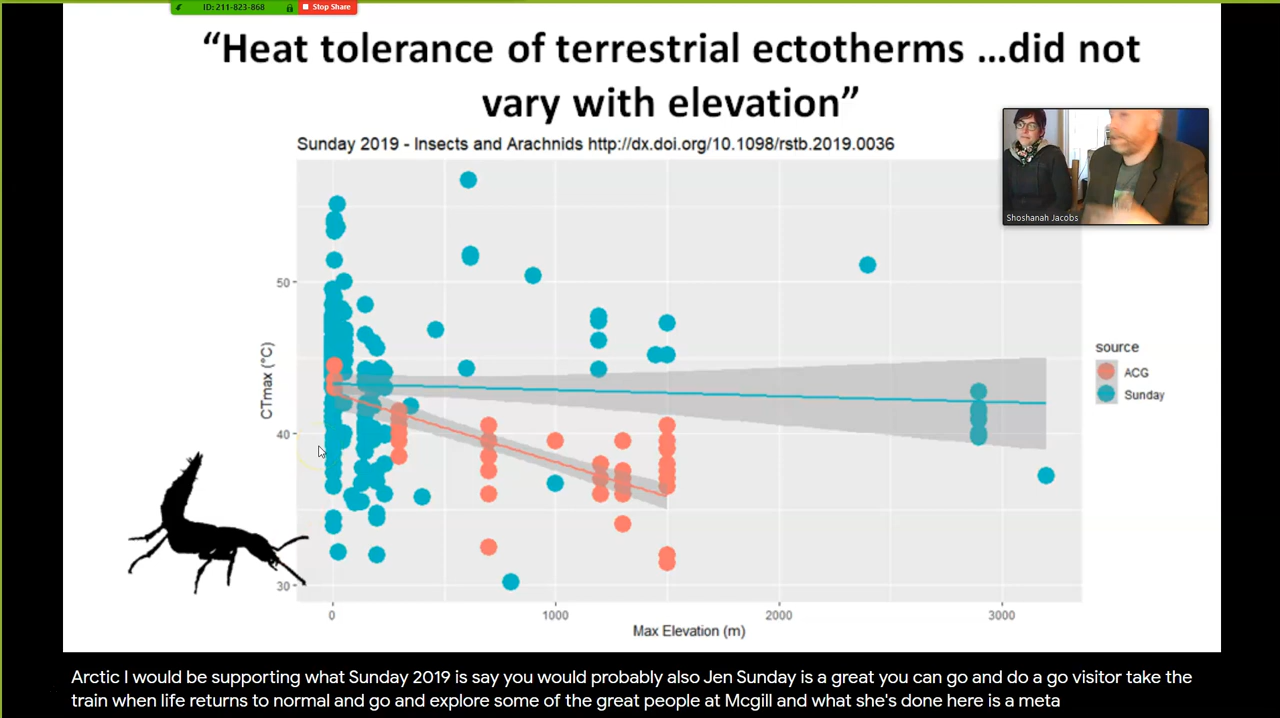 ID: 211-823-868
Stop Share
“Heat tolerance of terrestrial ectotherms ...did not
vary with elevation”
Sunday 2019 - Insects and Arachnids http://dx.doi.org/10.1098/rstb.2019.0036
Shoshanah Jacobs
50
40
30
CTmax (°C)
0
1000
2000
3000
Max Elevation (m)
source
ACG
Sunday
Arctic I would be supporting what Sunday 2019 is say you would probably also Jen Sunday is a great you can go and do a go visitor take the
train when life returns to normal and go and explore some of the great people at Mcgill and what she's done here is a meta